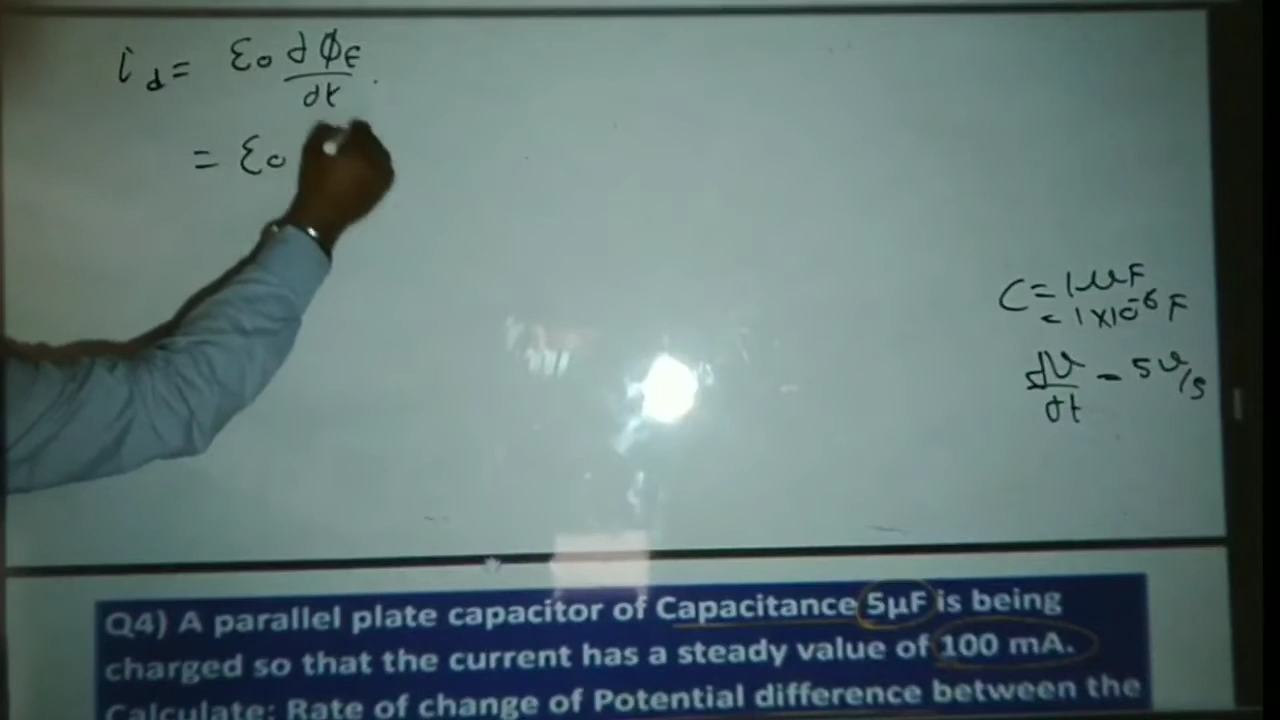 i_d = ε₀ dϕ_E/dt
= ε₀
C = 1μF
= 1 × 10⁻⁶ F
dV/dt = 5V/s
Q4) A parallel plate capacitor of Capacitance 5μF is being
charged so that the current has a steady value of 100 mA.
Calculate: Rate of change of Potential difference between the